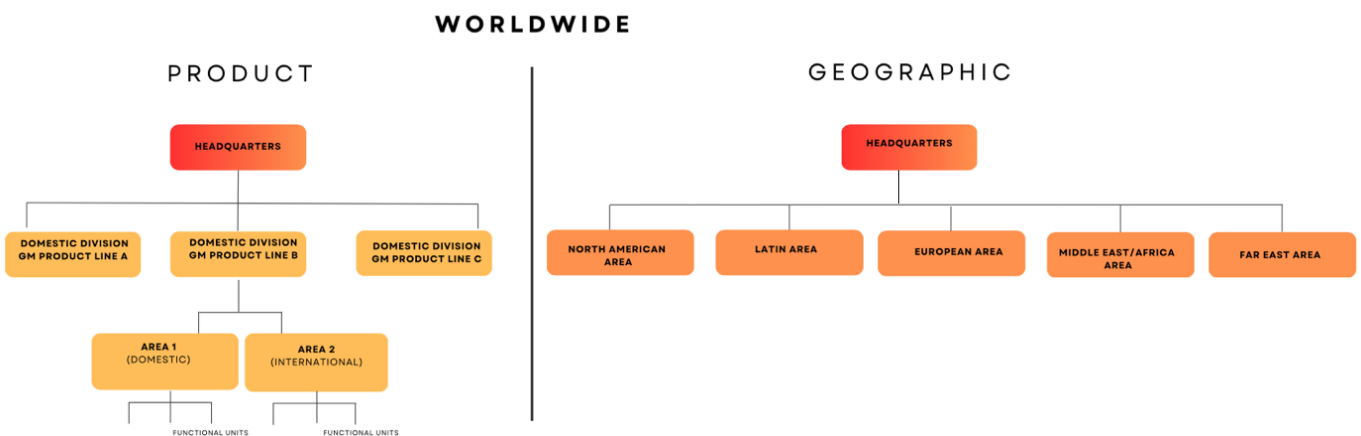 WORLDWIDE
PRODUCT
HEADQUARTERS
DOMESTIC DIVISION
GM PRODUCT LINE A
DOMESTIC DIVISION
GM PRODUCT LINE B
DOMESTIC DIVISION
GM PRODUCT LINE C
AREA 1
(DOMESTIC)
AREA 2
(INTERNATIONAL)
FUNCTIONAL UNITS
FUNCTIONAL UNITS
GEOGRAPHIC
HEADQUARTERS
NORTH AMERICAN
AREA
LATIN AREA
EUROPEAN AREA
MIDDLE EAST/AFRICA
AREA
FAR EAST AREA